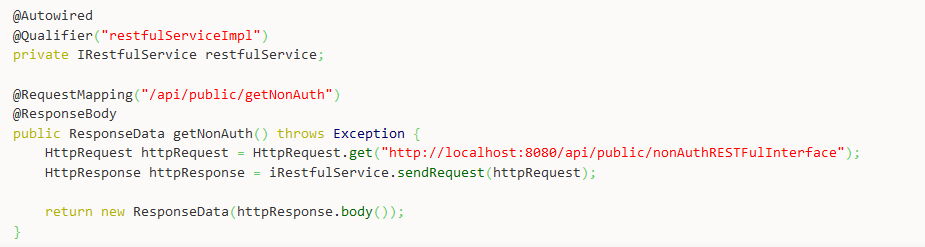 @Autowired
@Qualifier("restfulServiceImpl")
private IRestfulService restfulService;
@RequestMapping("/api/public/getNonAuth")
@ResponseBody
public ResponseData getNonAuth() throws Exception {
HttpRequest httpRequest = HttpRequest.get("http://localhost:8080/api/public/nonAuthRESTFulInterface");
HttpResponse httpResponse = iRestfulService.sendRequest(httpRequest);
return new ResponseData(httpResponse.body());
}